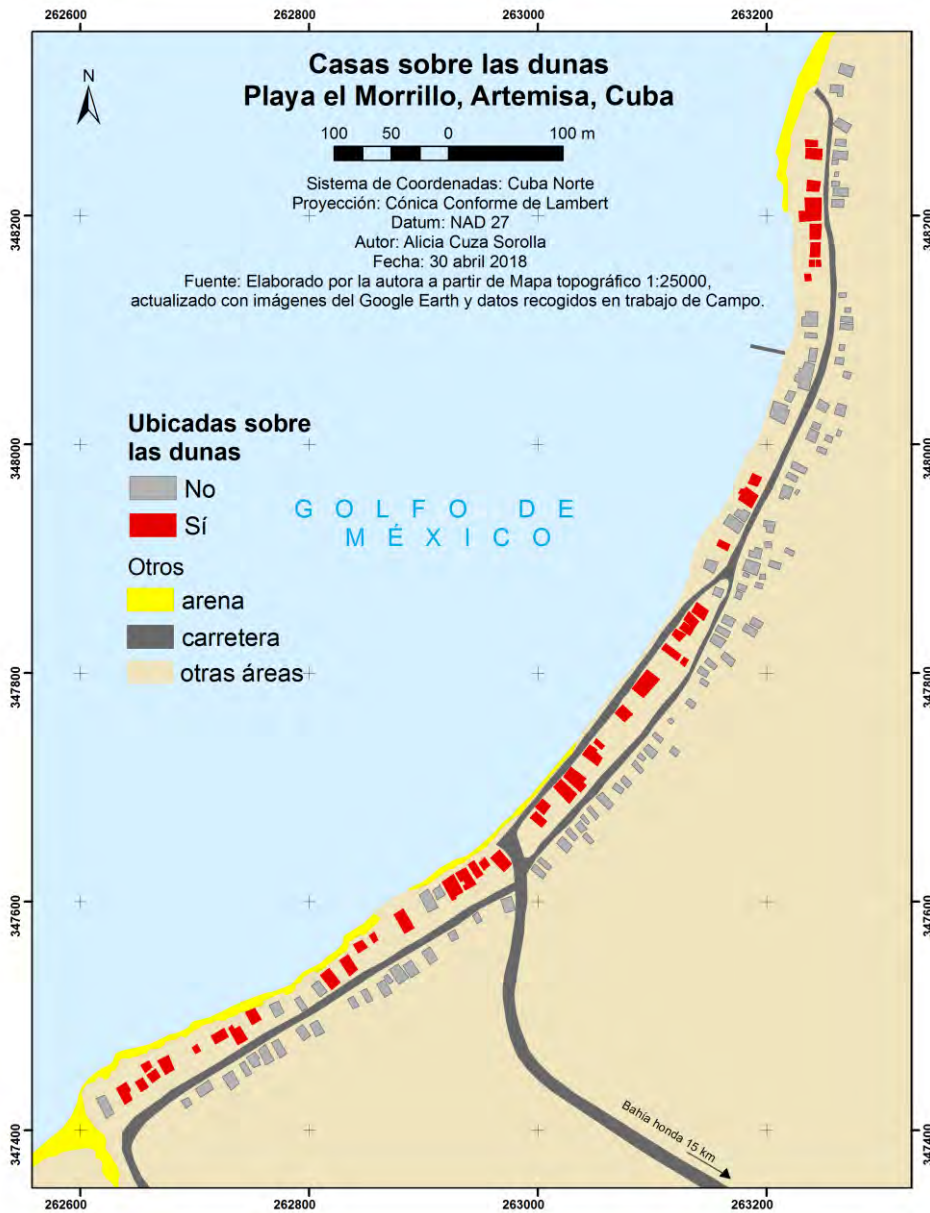 262600 262800 263000 263200
Casas sobre las dunas
Playa el Morrillo, Artemisa, Cuba
N
100 50 0 100 m
Sistema de Coordenadas: Cuba Norte
Proyección: Cónica Conforme de Lambert
Datum: NAD 27
Autor: Alicia Cuza Sorolla
Fecha: 30 abril 2018
Fuente: Elaborado por la autora a partir de Mapa topográfico 1:25000,
actualizado con imágenes del Google Earth y datos recogidos en trabajo de Campo.
348200 348200
Ubicadas sobre
las dunas
No
Sí
Otros
arena
carretera
otras áreas
348000 348000
GOLFO DE
MÉXICO
347800 347800
347600 347600
Bahía honda 15 km
347400 347400
262600 262800 263000 263200